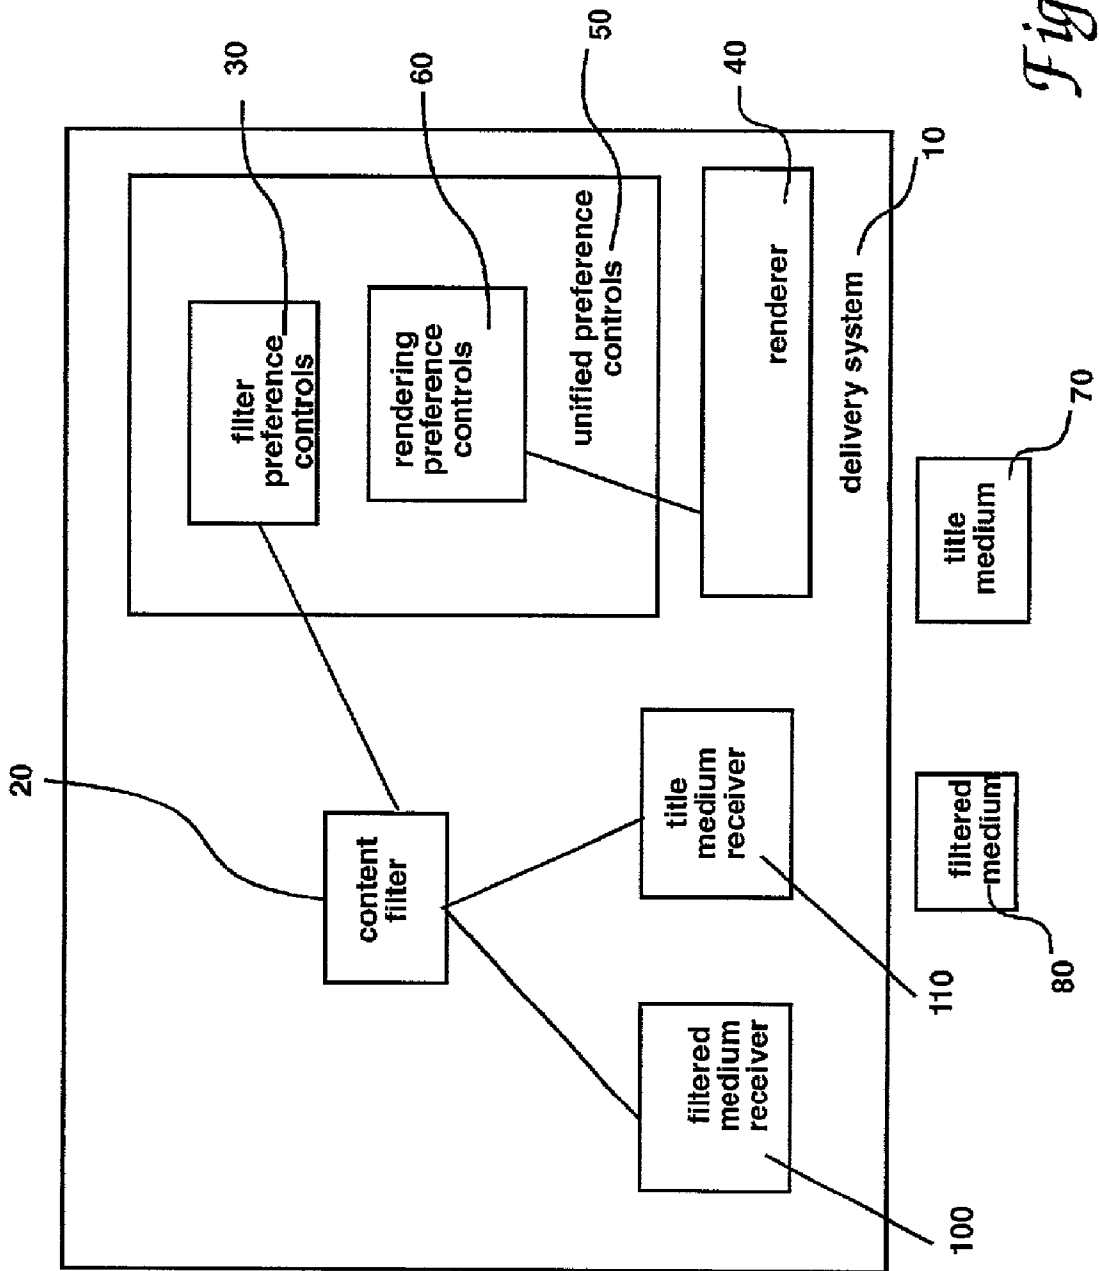 20
30
filter
preference
controls
content
filter
60
rendering
preference
controls
50
unified preference
controls
filtered
medium
receiver
title
medium
receiver
40
renderer
delivery system
10
100
110
filtered
medium
title
medium
80
70
Fig